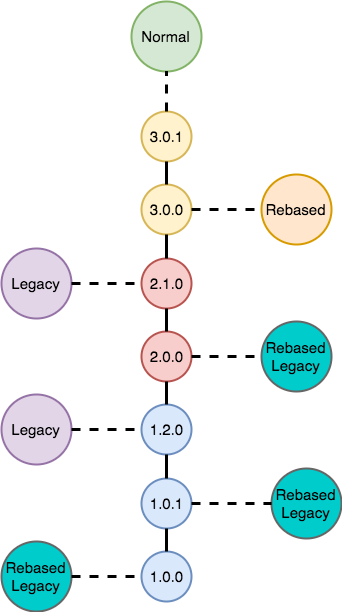 Normal
3.0.1
3.0.0
Rebased
Legacy
2.1.0
2.0.0
Rebased
Legacy
Legacy
1.2.0
1.0.1
Rebased
Legacy
Rebased
Legacy
1.0.0